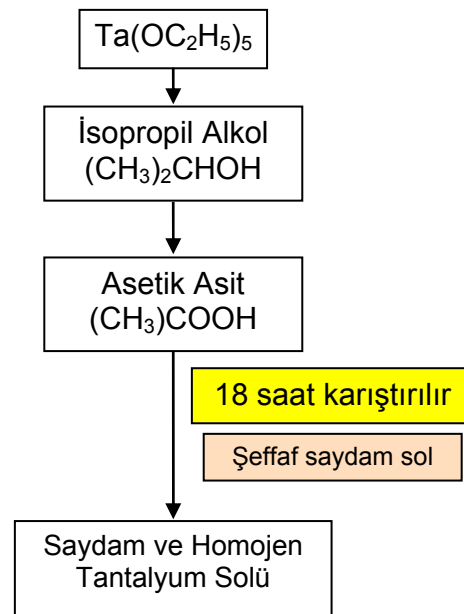 Ta(OC₂H₅)₅
İsopropil Alkol
(CH₃)₂CHOH
Asetik Asit
(CH₃)COOH
18 saat karıştırılır
Şeffaf saydam sol
Saydam ve Homojen
Tantalyum Solü